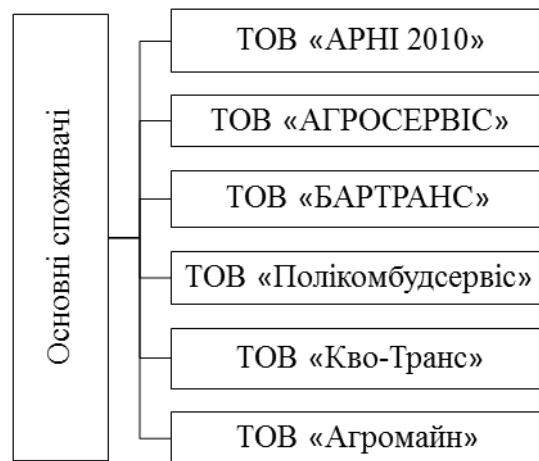 Основні споживачі
ТОВ «АРНІ 2010»
ТОВ «АГРОСЕРВІС»
ТОВ «БАРТРАНС»
ТОВ «Полікомбудсервіс»
ТОВ «Кво-Транс»
ТОВ «Агромайн»